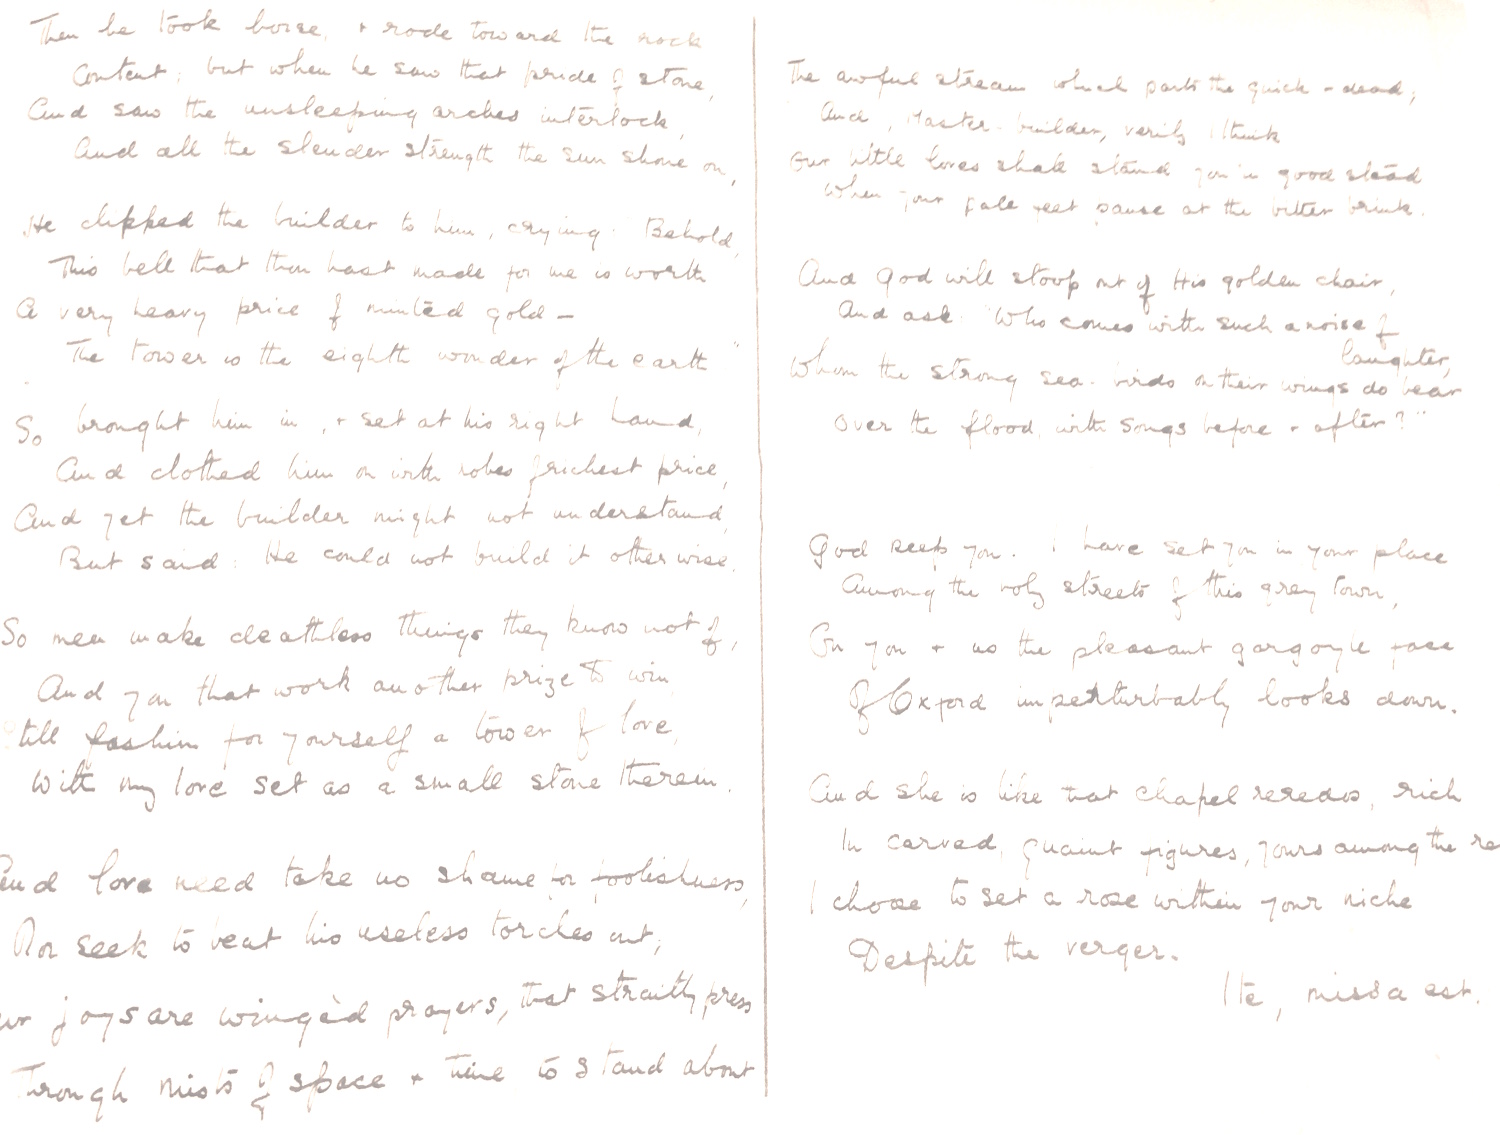 Then he took horse, + rode toward the rock
Content; but when he saw that pride of stone,
And saw the unsleeping arches interlock,
And all the slender strength the sun shone on,
He clipped the builder to him, crying "Behold,
This bell that thou hast made for me is worth
A very heavy price of minted gold –
The tower is the eighth wonder of the earth"
So brought him in, + set at his right hand,
And clothed him on with robes of richest price,
And yet the builder might not understand,
But said: He could not build it otherwise.
So men make deathless things they know not of,
And you that work another prize to win
Still fashion for yourself a tower of love,
With my love set as a small stone therein.
And love need take no shame for foolishness,
Nor seek to beat his useless torches out;
Our joys are wingèd prayers, that straitly press
Through mists of space + time to stand about
The awful stream which parts the quick + dead;
And, Master-builder, verily I think
Our little loves shall stand you in good stead
When your pale feet pause at the bitter brink.
And God will stoop out of His golden chair,
And ask "Who comes with such a noise of
laughter,
Whom the strong sea-birds on their wings do bear
Over the flood, with songs before + after?"
God keep you. I have set you in your place
Among the holy streets of this grey town,
On you + us the pleasant gargoyle face
Of Oxford imperturbably looks down.
And she is like that chapel reredos, rich
In carved, quaint figures, yours among the re
I choose to set a rose within your niche
Despite the verger.
Ite, missa est.